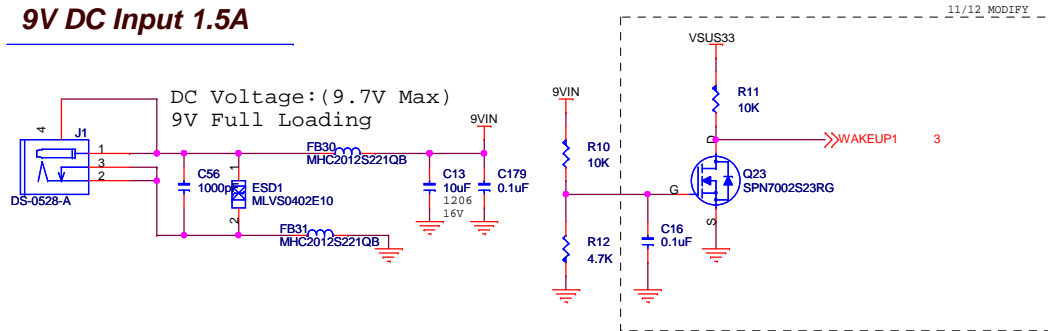 9V DC Input 1.5A
11/12 MODIFY
VSUS33
DC Voltage:(9.7V Max)
9V Full Loading
9VIN
9VIN
R11
10K
4
J1
1
3
2
DS-0528-A
C56
1000p
1
ESD1
MLVS0402E10
2
FB30
MHC2012S221QB
FB31
MHC2012S221QB
C13
10uF
1206
16V
C179
0.1uF
R10
10K
R12
4.7K
C16
0.1uF
D
G
S
Q23
SPN7002S23RG
WAKEUP1 3